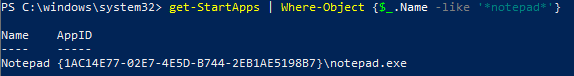 PS C:\windows\system32> get-StartApps | Where-Object {$_.Name -like '*notepad*'}
Name    AppID
----    -----
Notepad {1AC14E77-02E7-4E5D-B744-2EB1AE5198B7}\notepad.exe